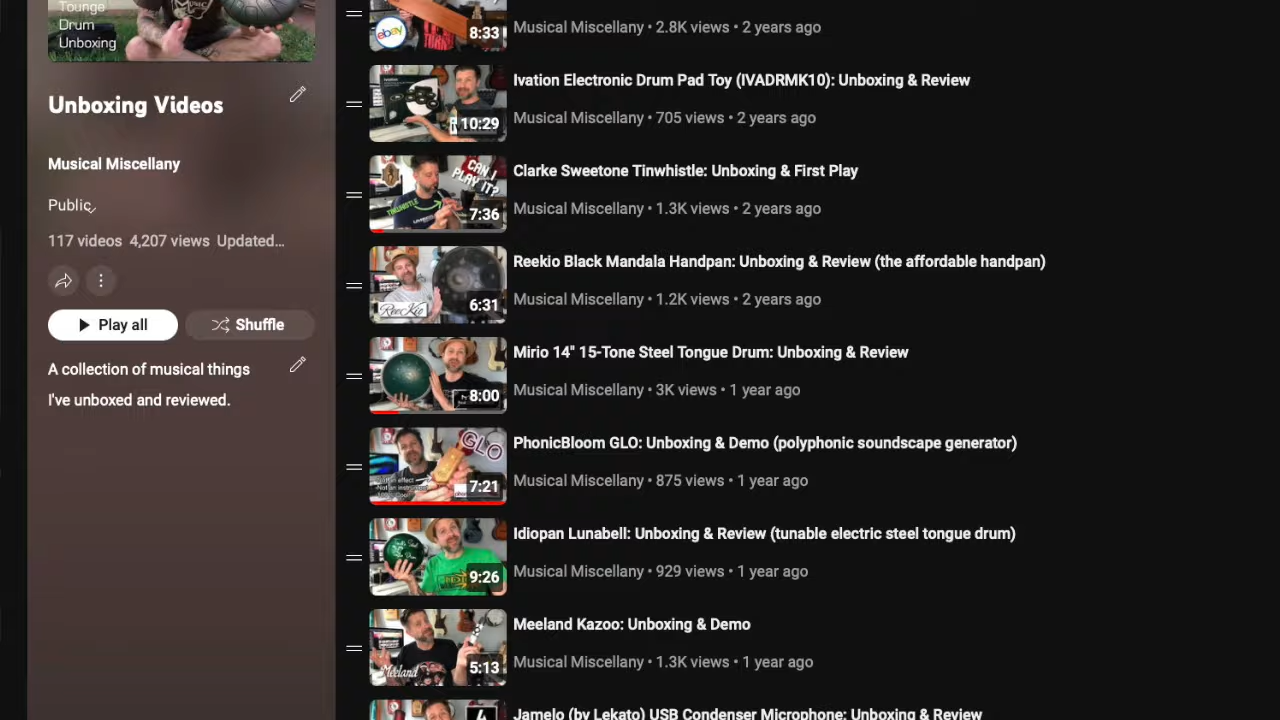 Tounge
Drum
Unboxing
Unboxing Videos
Musical Miscellany
Public
117 videos 4,207 views Updated...
Play all
Shuffle
A collection of musical things
I've unboxed and reviewed.
ebay
8:33
Musical Miscellany • 2.8K views • 2 years ago
10:29
Ivation Electronic Drum Pad Toy (IVADRMK10): Unboxing & Review
Musical Miscellany • 705 views • 2 years ago
CAN I
PLAY IT?
TINWHISTLE
7:36
Clarke Sweetone Tinwhistle: Unboxing & First Play
Musical Miscellany • 1.3K views • 2 years ago
ReeKio
6:31
Reekio Black Mandala Handpan: Unboxing & Review (the affordable handpan)
Musical Miscellany • 1.2K views • 2 years ago
8:00
Mirio 14" 15-Tone Steel Tongue Drum: Unboxing & Review
Musical Miscellany • 3K views • 1 year ago
GLO
7:21
PhonicBloom GLO: Unboxing & Demo (polyphonic soundscape generator)
Musical Miscellany • 875 views • 1 year ago
9:26
Idiopan Lunabell: Unboxing & Review (tunable electric steel tongue drum)
Musical Miscellany • 929 views • 1 year ago
Meeland
5:13
Meeland Kazoo: Unboxing & Demo
Musical Miscellany • 1.3K views • 1 year ago
Jamelo (by Lekato) USB Condenser Microphone: Unboxing & Review